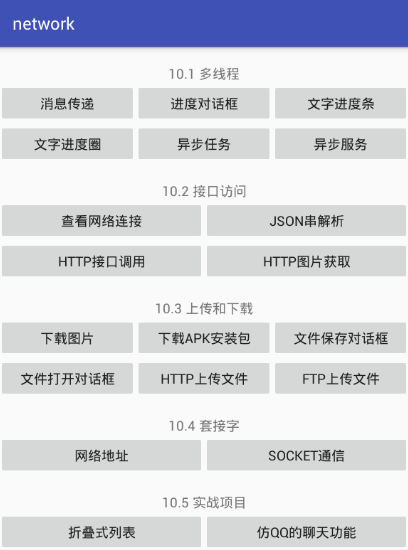 network
10.1 多线程
消息传递 进度对话框 文字进度条
文字进度圈 异步任务 异步服务
10.2 接口访问
查看网络连接 JSON串解析
HTTP接口调用 HTTP图片获取
10.3 上传和下载
下载图片 下载APK安装包 文件保存对话框
文件打开对话框 HTTP上传文件 FTP上传文件
10.4 套接字
网络地址 SOCKET通信
10.5 实战项目
折叠式列表 仿QQ的聊天功能